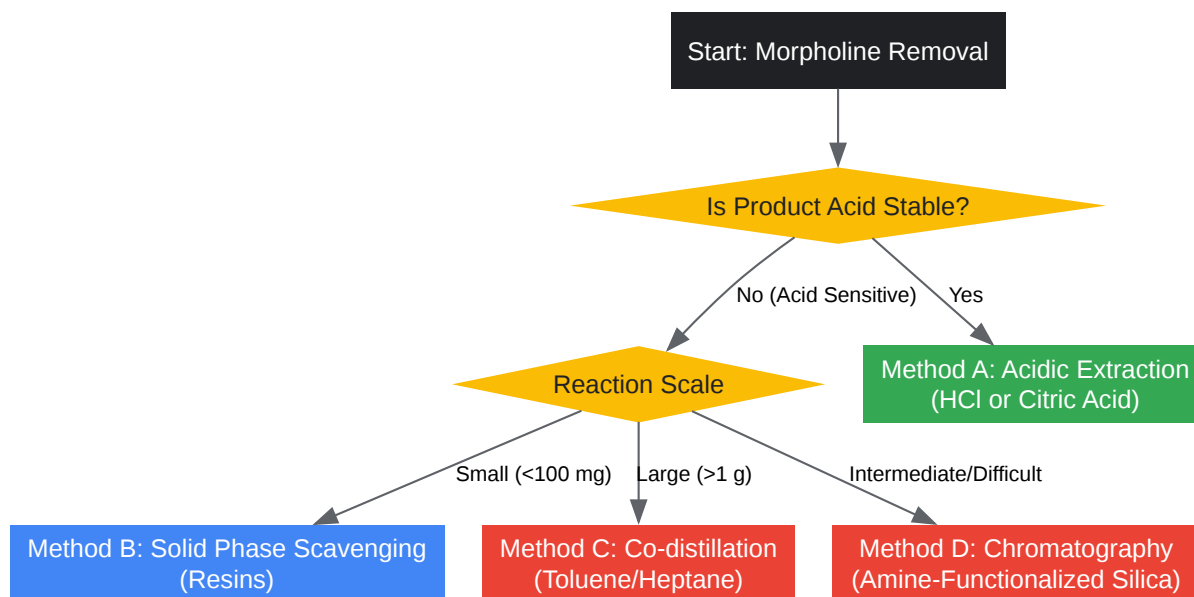 Start: Morpholine Removal
Is Product Acid Stable?
No (Acid Sensitive)
Yes
Reaction Scale
Method A: Acidic Extraction
(HCl or Citric Acid)
Small (<100 mg)
Large (>1 g)
Intermediate/Difficult
Method B: Solid Phase Scavenging
(Resins)
Method C: Co-distillation
(Toluene/Heptane)
Method D: Chromatography
(Amine-Functionalized Silica)